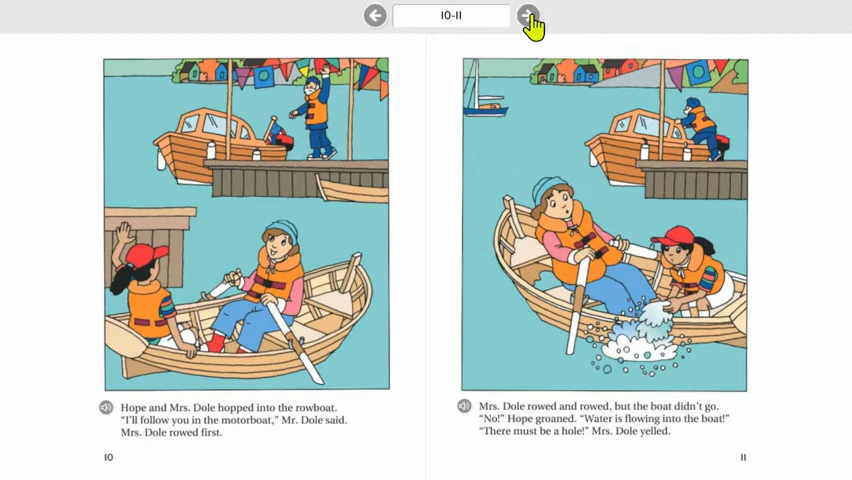 10-11
Hope and Mrs. Dole hopped into the rowboat.
“I’ll follow you in the motorboat,” Mr. Dole said.
Mrs. Dole rowed first.
10
Mrs. Dole rowed and rowed, but the boat didn’t go.
“No!” Hope groaned. “Water is flowing into the boat!”
“There must be a hole!” Mrs. Dole yelled.
11